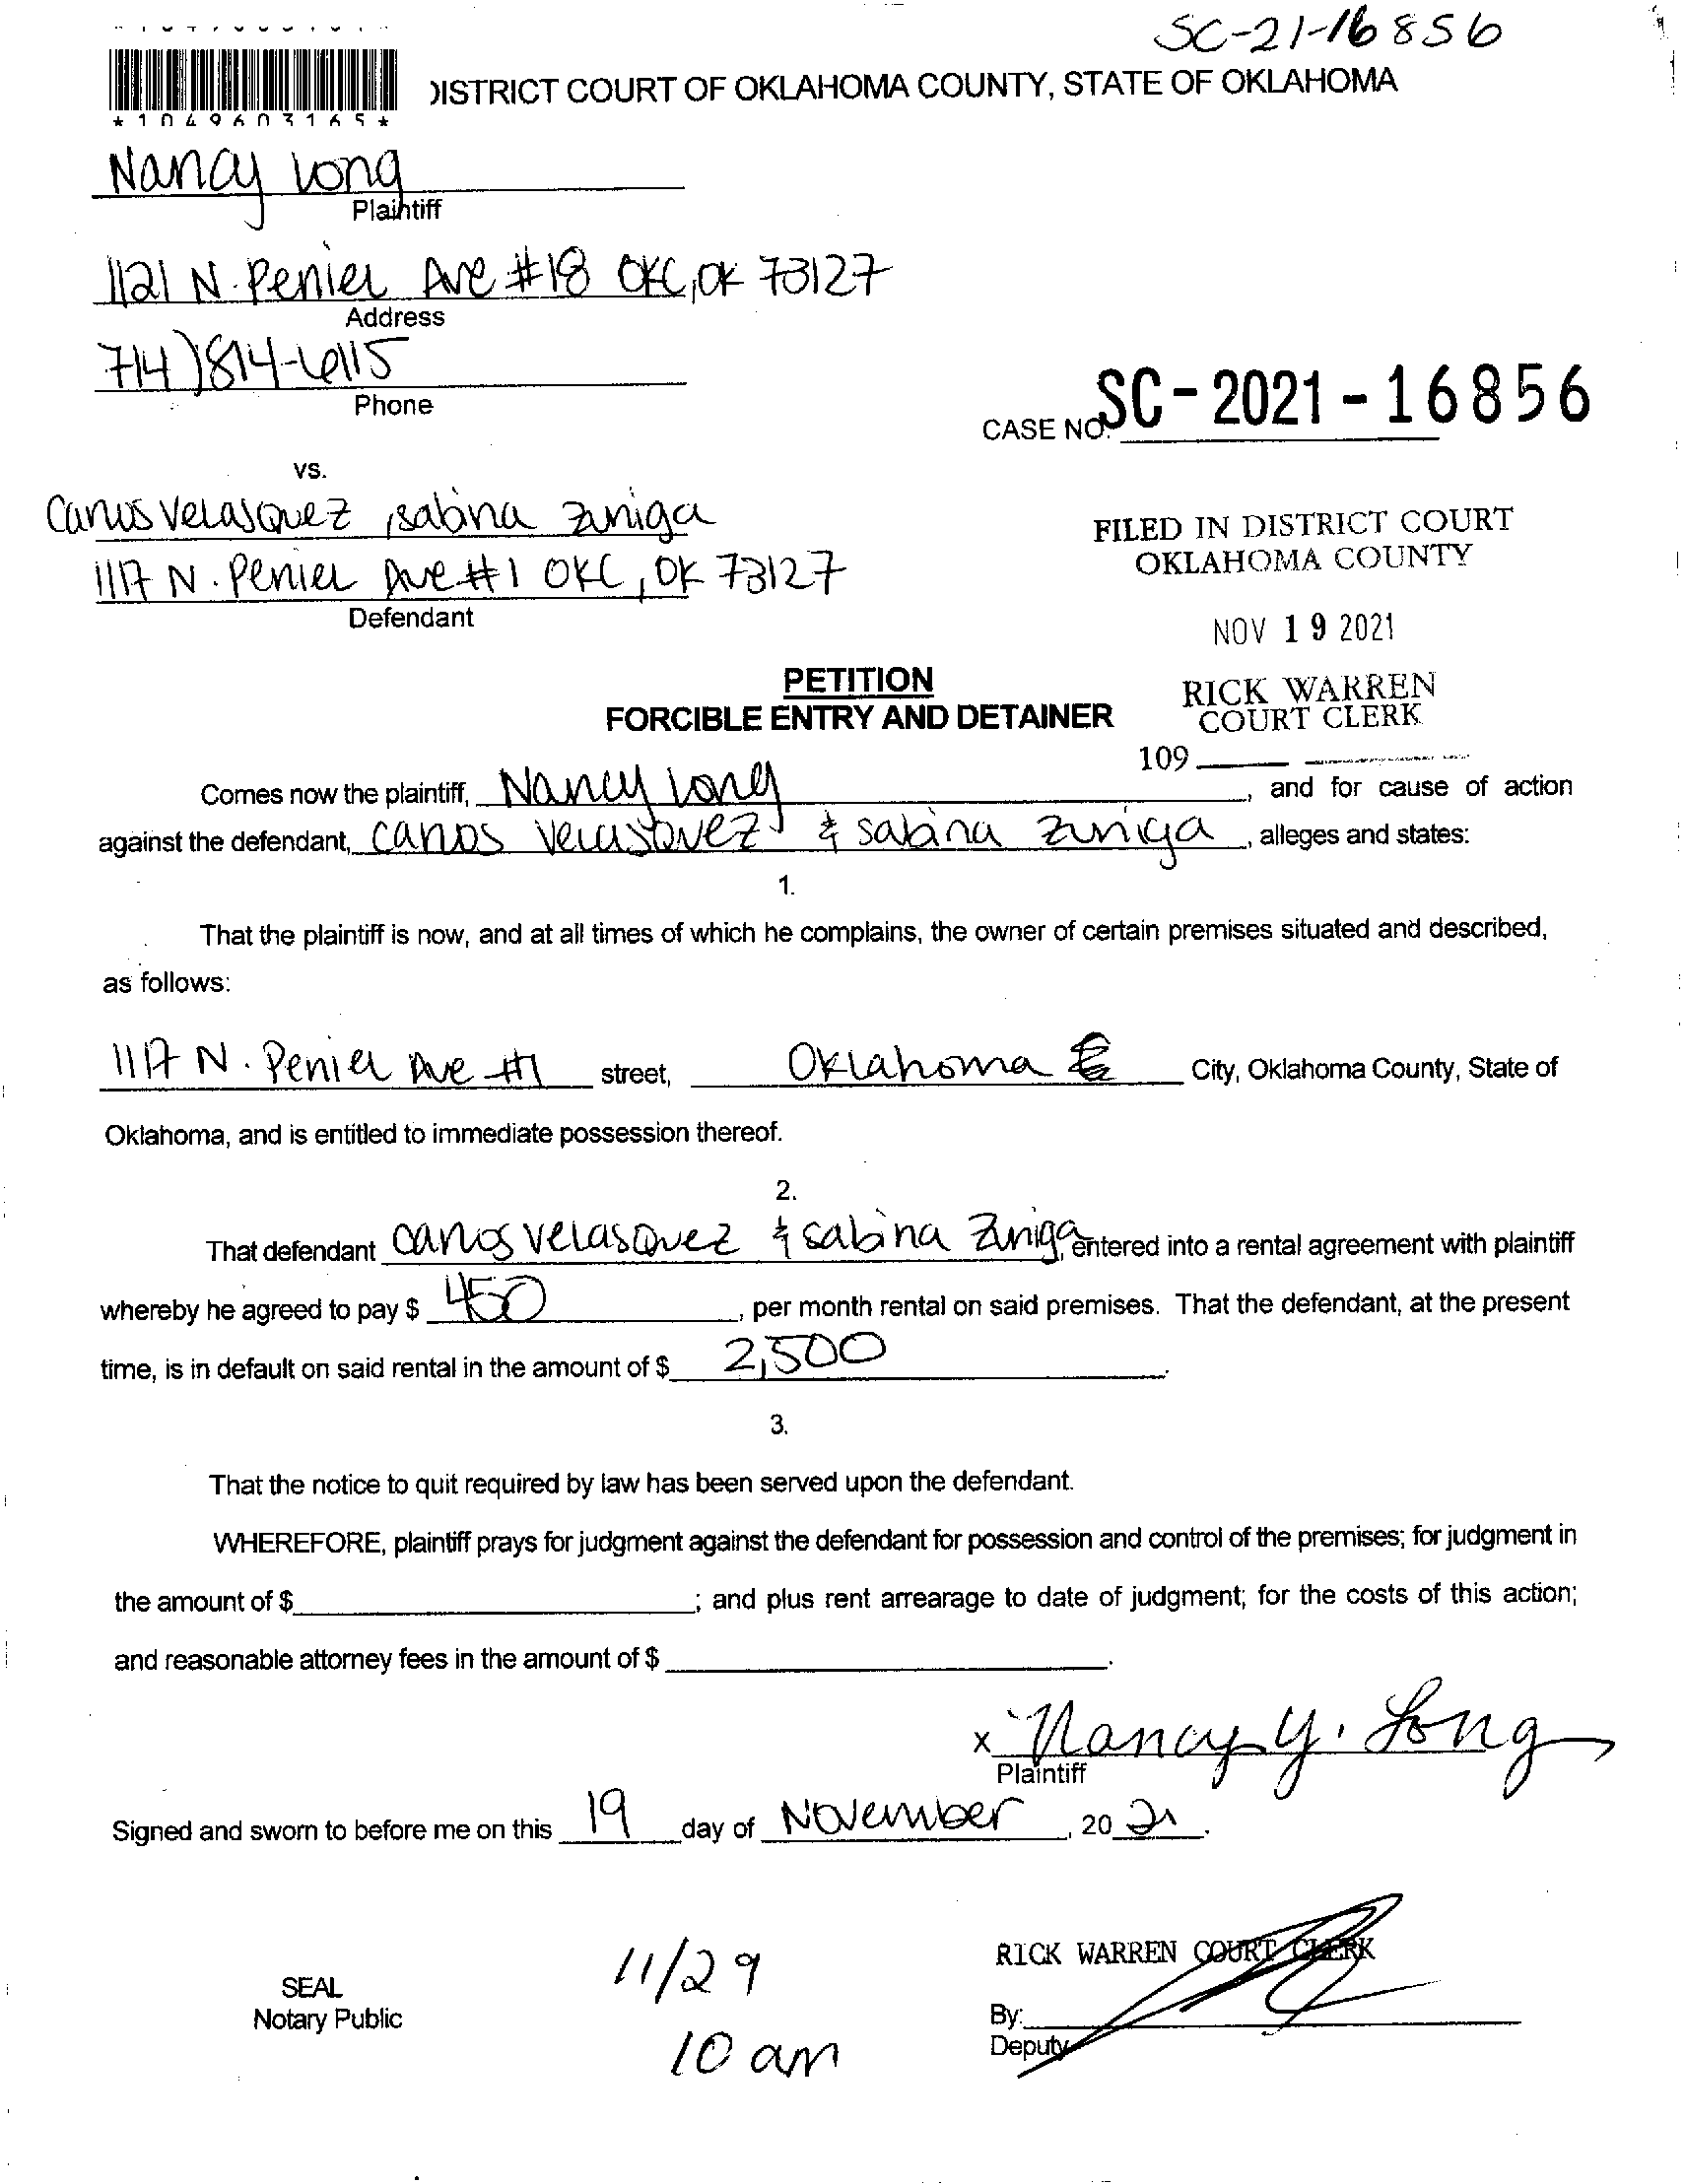 SC-21-16856
DISTRICT COURT OF OKLAHOMA COUNTY, STATE OF OKLAHOMA
*1049603165*
Nancy Long
Plaintiff
1121 N. Peniel Ave #18 OKC, OK 73127
Address
714) 814-6115
Phone
CASE NO. SC-2021-16856
vs.
Carlos Velasquez, Sabina Zuniga
1117 N. Peniel Ave #1 OKC, OK 73127
Defendant
FILED IN DISTRICT COURT
OKLAHOMA COUNTY
NOV 19 2021
RICK WARREN
COURT CLERK
109
PETITION
FORCIBLE ENTRY AND DETAINER
Comes now the plaintiff, Nancy Long, and for cause of action
against the defendant, Carlos Velasquez & Sabina Zuniga, alleges and states:
1.
That the plaintiff is now, and at all times of which he complains, the owner of certain premises situated and described,
as follows:
1117 N. Peniel Ave #1 street, Oklahoma City, Oklahoma County, State of
Oklahoma, and is entitled to immediate possession thereof.
2.
That defendant Carlos Velasquez & Sabina Zuniga, entered into a rental agreement with plaintiff
whereby he agreed to pay $ 450, per month rental on said premises. That the defendant, at the present
time, is in default on said rental in the amount of $ 2,500.
3.
That the notice to quit required by law has been served upon the defendant.
WHEREFORE, plaintiff prays for judgment against the defendant for possession and control of the premises; for judgment in
the amount of $ ; and plus rent arrearage to date of judgment; for the costs of this action;
and reasonable attorney fees in the amount of $ .
x Nancy Y. Long
Plaintiff
Signed and sworn to before me on this 19 day of November, 2021.
11/29
10 am
SEAL
Notary Public
RICK WARREN COURT CLERK
By:
Deputy